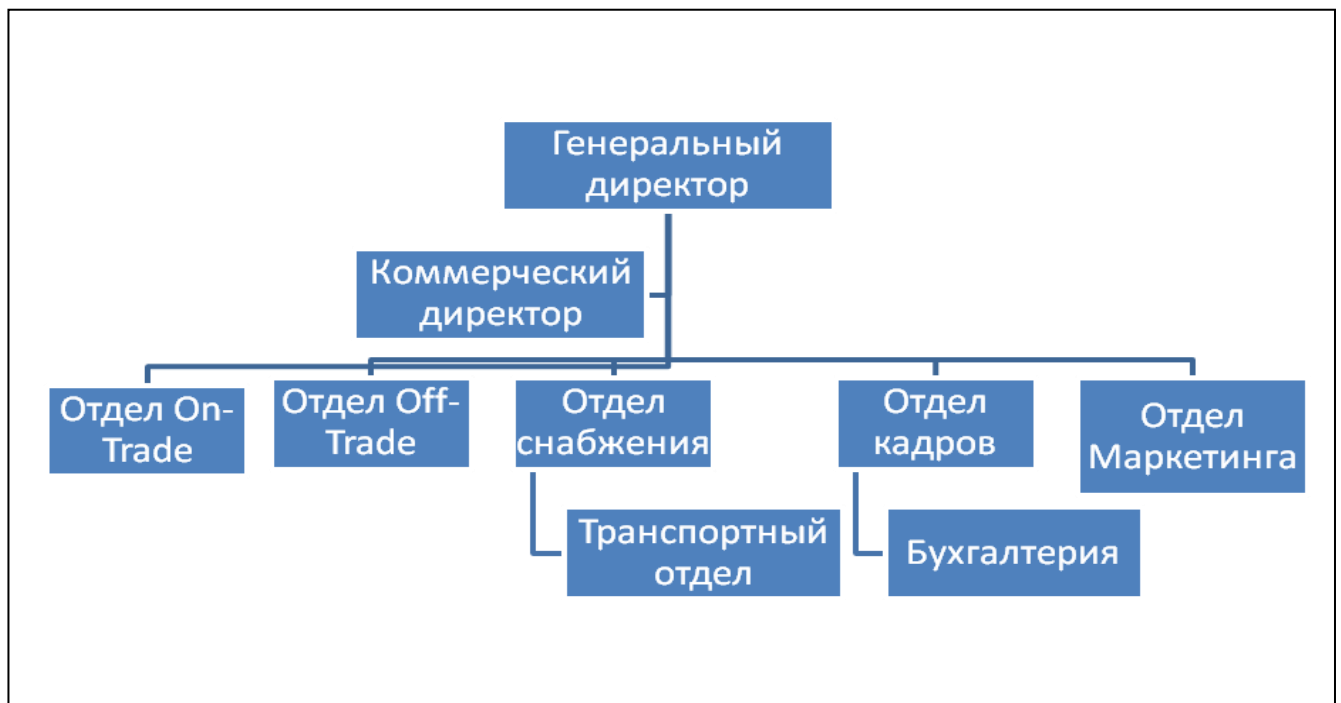 Генеральный
директор
Коммерческий
директор
Отдел On-
Trade
Отдел Off-
Trade
Отдел
снабжения
Отдел
кадров
Отдел
Маркетинга
Транспортный
отдел
Бухгалтерия